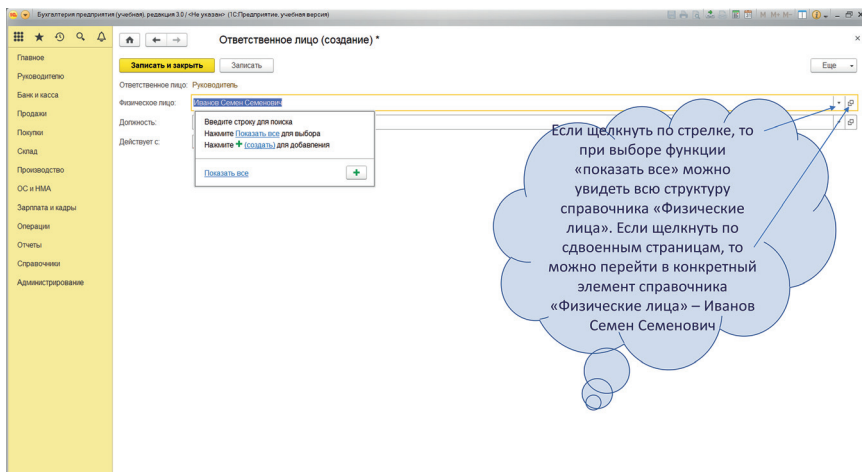 Бухгалтерия предприятия (учебная), редакция 3.0 / <Не указан> (1С:Предприятие, учебная версия)
M M+ M-
Ответственное лицо (создание) *
Главное
Руководителю
Банк и касса
Продажи
Покупки
Склад
Производство
ОС и НМА
Зарплата и кадры
Операции
Отчеты
Справочники
Администрирование
Записать и закрыть Записать Еще
Ответственное лицо: Руководитель
Физическое лицо: Иванов Семен Семенович
Должность:
Действует с:
Введите строку для поиска
Нажмите Показать все для выбора
Нажмите + (создать) для добавления
Показать все
Если щелкнуть по стрелке, то
при выборе функции
«показать все» можно
увидеть всю структуру
справочника «Физические
лица». Если щелкнуть по
сдвоенным страницам, то
можно перейти в конкретный
элемент справочника
«Физические лица» – Иванов
Семен Семенович